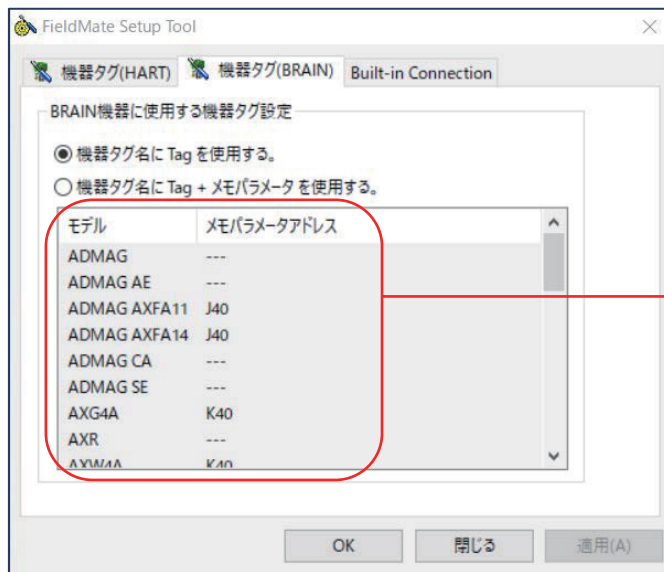 FieldMate Setup Tool
機器タグ(HART) 機器タグ(BRAIN) Built-in Connection
BRAIN機器に使用する機器タグ設定
機器タグ名に Tag を使用する。
機器タグ名に Tag + メモパラメータ を使用する。
モデル メモパラメータアドレス
ADMAG ---
ADMAG AE ---
ADMAG AXFA11 J40
ADMAG AXFA14 J40
ADMAG CA ---
ADMAG SE ---
AXG4A K40
AXR ---
AXW4A K40
OK 閉じる 適用(A)